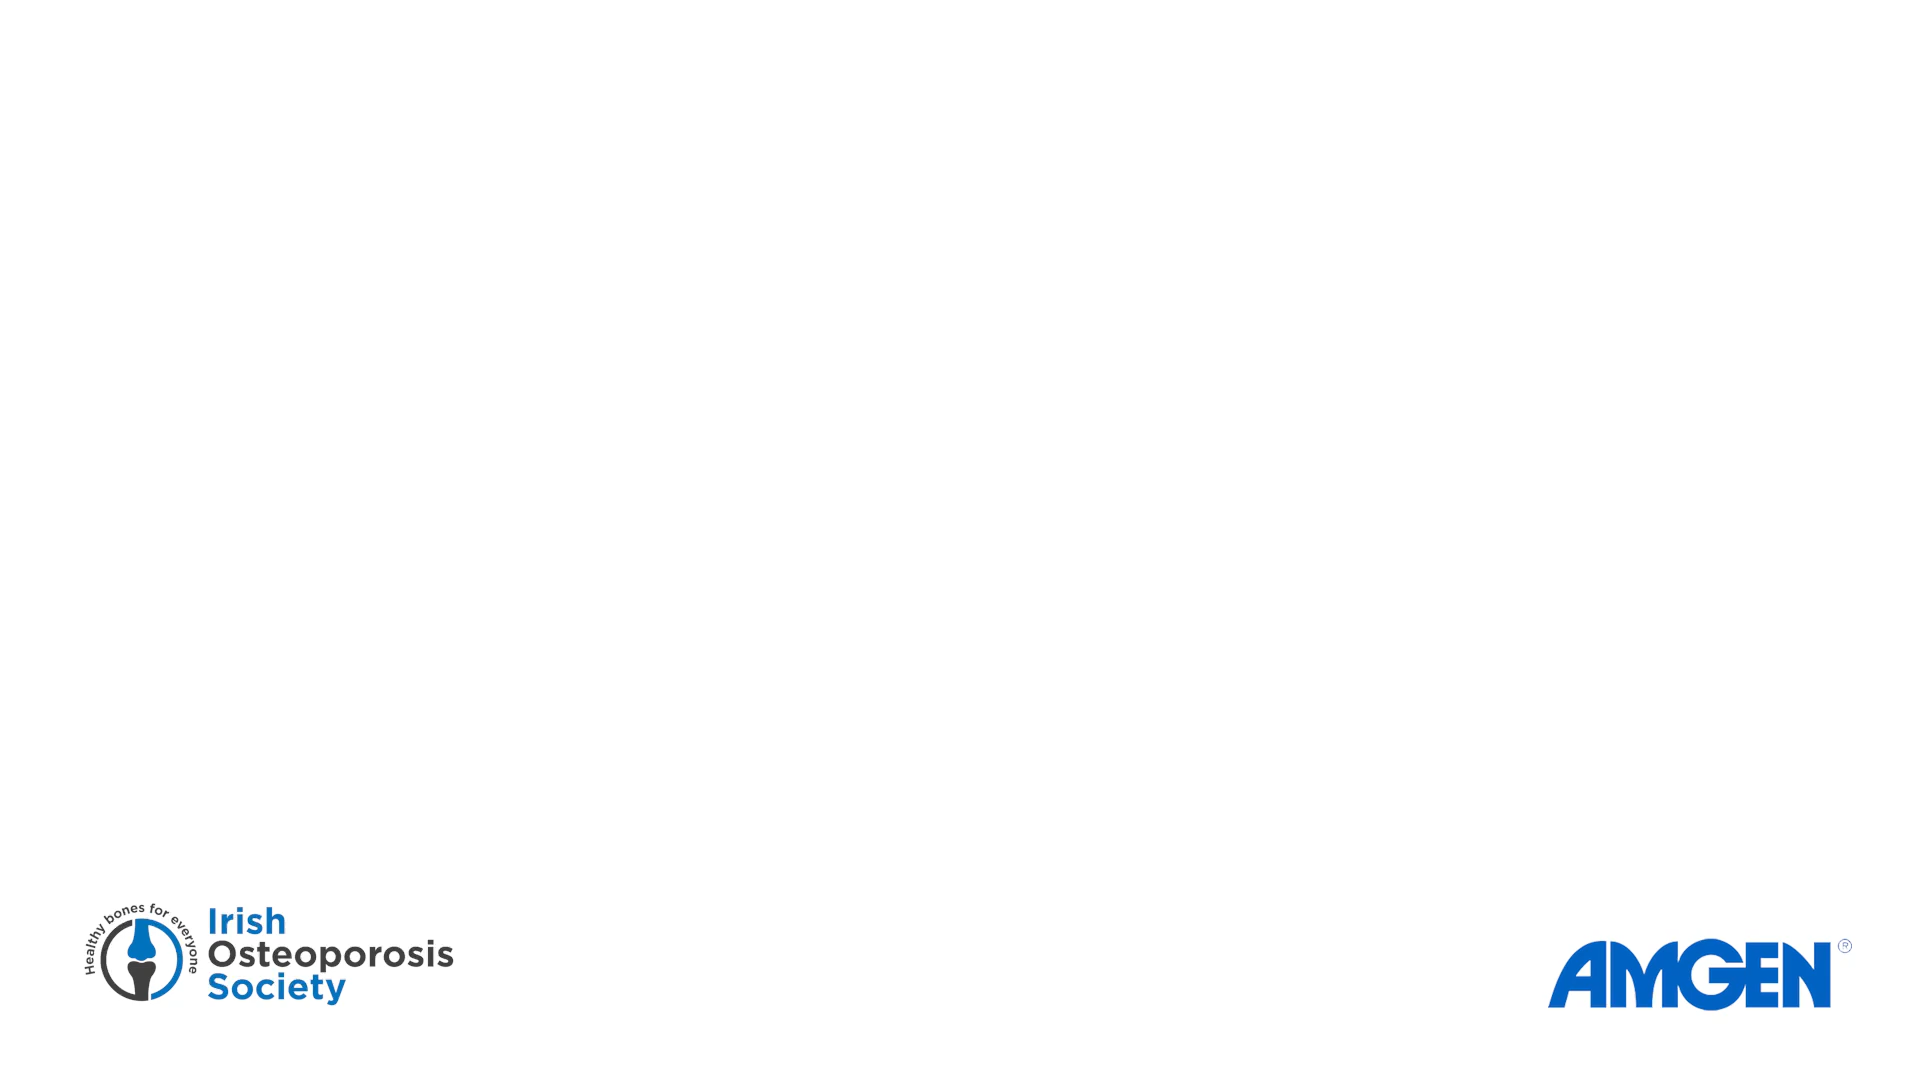 Healthy bones for everyone
Irish
Osteoporosis
Society
AMGEN®